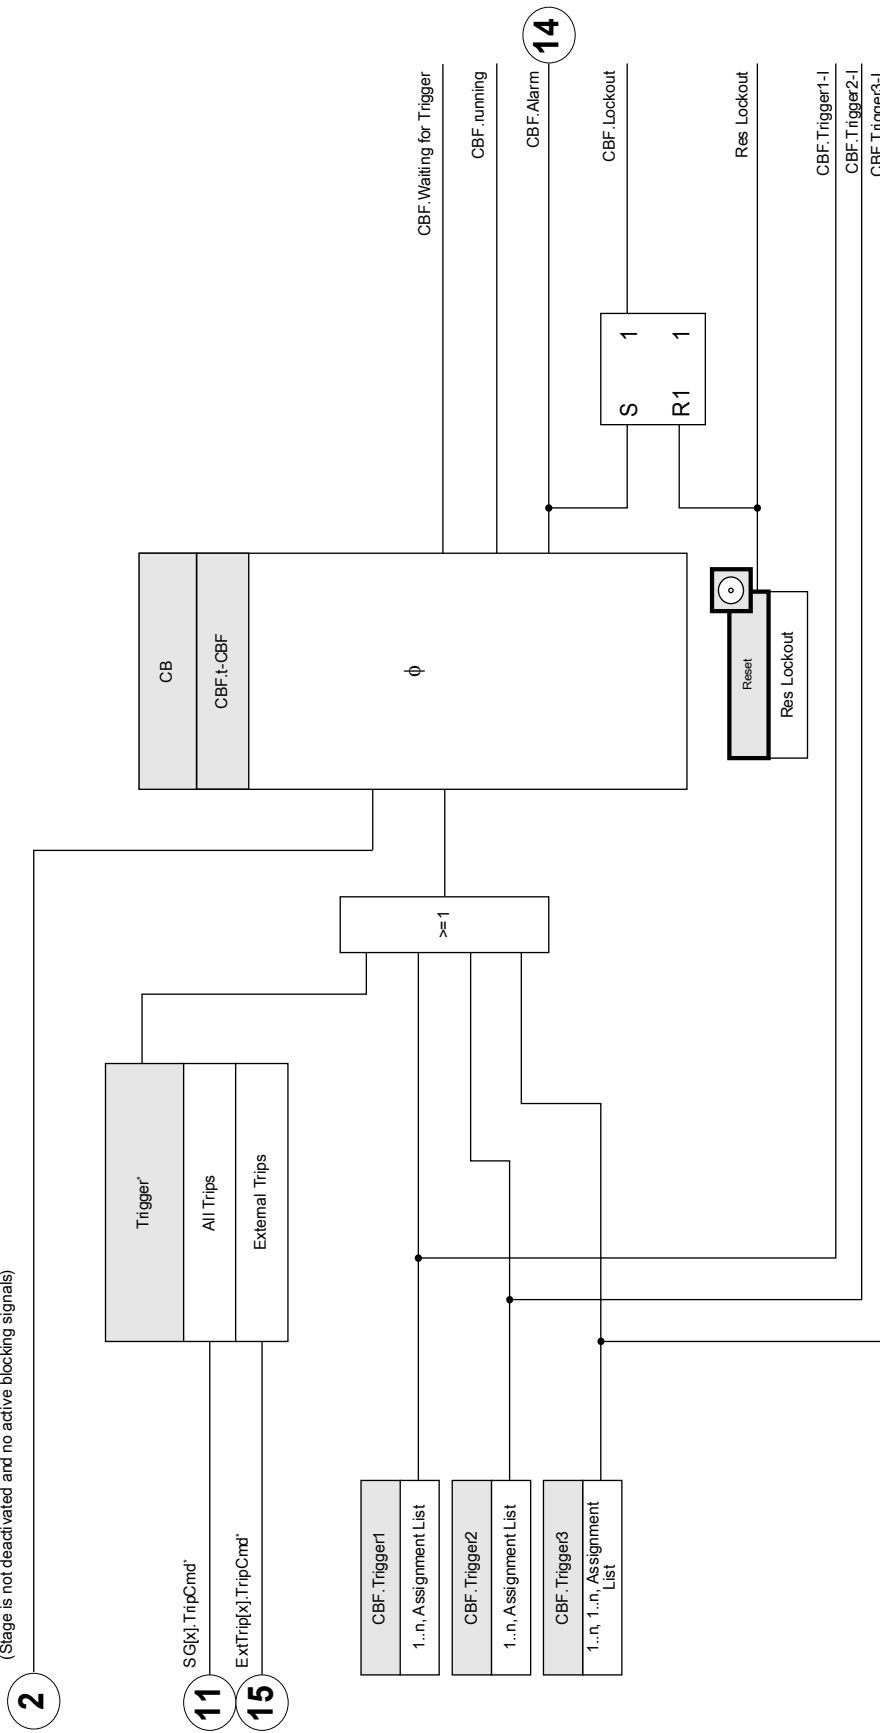 (Stage is not deactivated and no active blocking signals)
2
14
CBF.Waiting for Trigger
CBF.running
CBF.Alarm
CBF.Lockout
Res Lockout
CBF.Trigger1-I
CBF.Trigger2-I
CBF.Trigger3-I
CB
CBF.t-CBF
ϕ
S 1
R1 1
Reset
Res Lockout
>=1
Trigger*
All Trips
External Trips
SG[x].TripCmd*
11
ExtTrip[x].TripCmd*
15
CBF.Trigger1
1..n, Assignment List
CBF.Trigger2
1..n, Assignment List
CBF.Trigger3
1..n, 1..n, Assignment
List